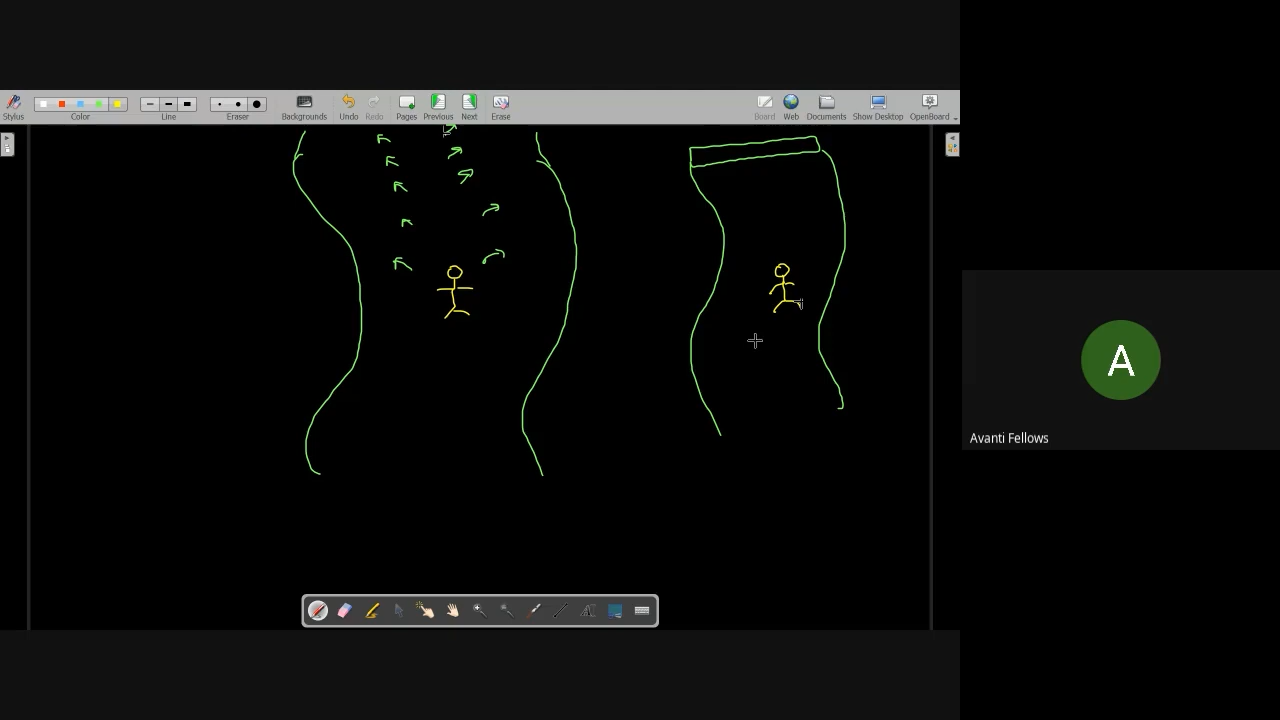 Stylus Color Line Eraser Backgrounds Undo Redo Pages Previous Next Erase Board Web Documents Show Desktop OpenBoard
A
Avanti Fellows